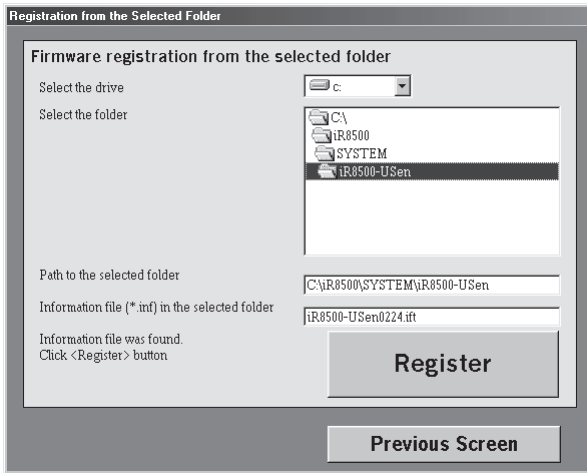 Registration from the Selected Folder
Firmware registration from the selected folder
Select the drive
c:
Select the folder
C:\
iR8500
SYSTEM
iR8500-USen
Path to the selected folder
C:\iR8500\SYSTEM\iR8500-USen
Information file (*.inf) in the selected folder
iR8500-USen0224.ift
Information file was found.
Click <Register> button
Register
Previous Screen